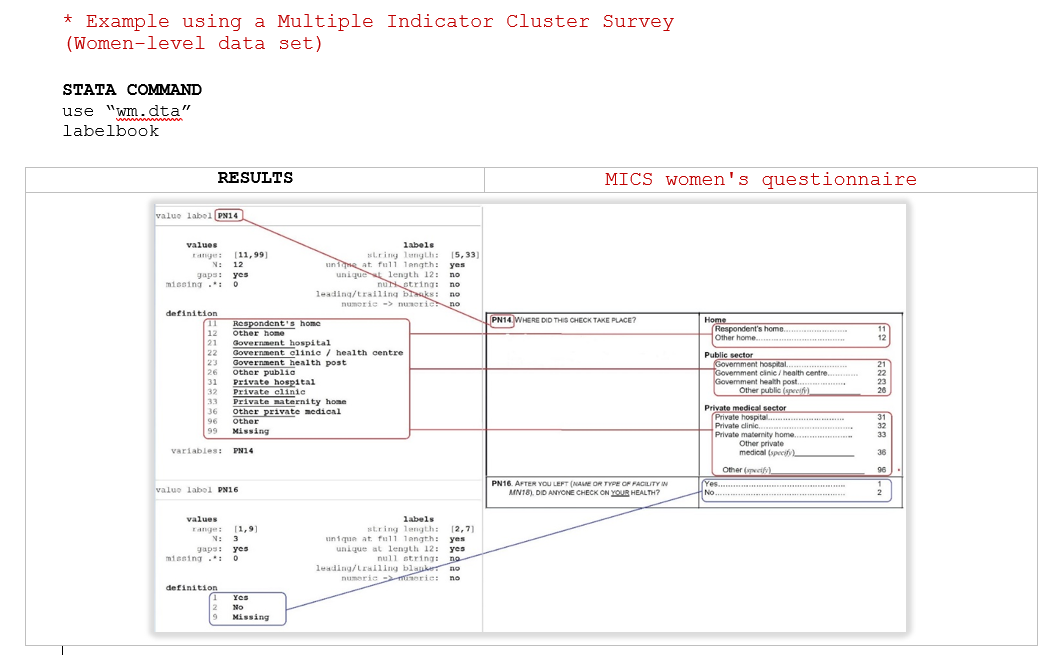 * Example using a Multiple Indicator Cluster Survey
(Women-level data set)
STATA COMMAND
use “wm.dta”
labelbook
RESULTS
MICS women's questionnaire
value label PN14
values labels
range: [11,99] string length: [5,33]
N: 12 unique at full length: yes
gaps: yes unique at length 12: no
missing .*: 0 null string: no
leading/trailing blanks: no
numeric -> numeric: no
definition
11 Respondent's home
12 Other home
21 Government hospital
22 Government clinic / health centre
23 Government health post
26 Other public
31 Private hospital
32 Private clinic
33 Private maternity home
36 Other private medical
96 Other
99 Missing
variables: PN14
PN14. WHERE DID THIS CHECK TAKE PLACE?
Home
Respondent's home 11
Other home 12
Public sector
Government hospital 21
Government clinic / health centre 22
Government health post 23
Other public (specify) 26
Private medical sector
Private hospital 31
Private clinic 32
Private maternity home 33
Other private
medical (specify) 36
Other (specify) 96
PN16. AFTER YOU LEFT (NAME OR TYPE OF FACILITY IN
MN18), DID ANYONE CHECK ON YOUR HEALTH?
Yes 1
No 2
value label PN16
values labels
range: [1,9] string length: [2,7]
N: 3 unique at full length: yes
gaps: yes unique at length 12: yes
missing .*: 0 null string: no
leading/trailing blanks: no
numeric -> numeric: no
definition
1 Yes
2 No
9 Missing